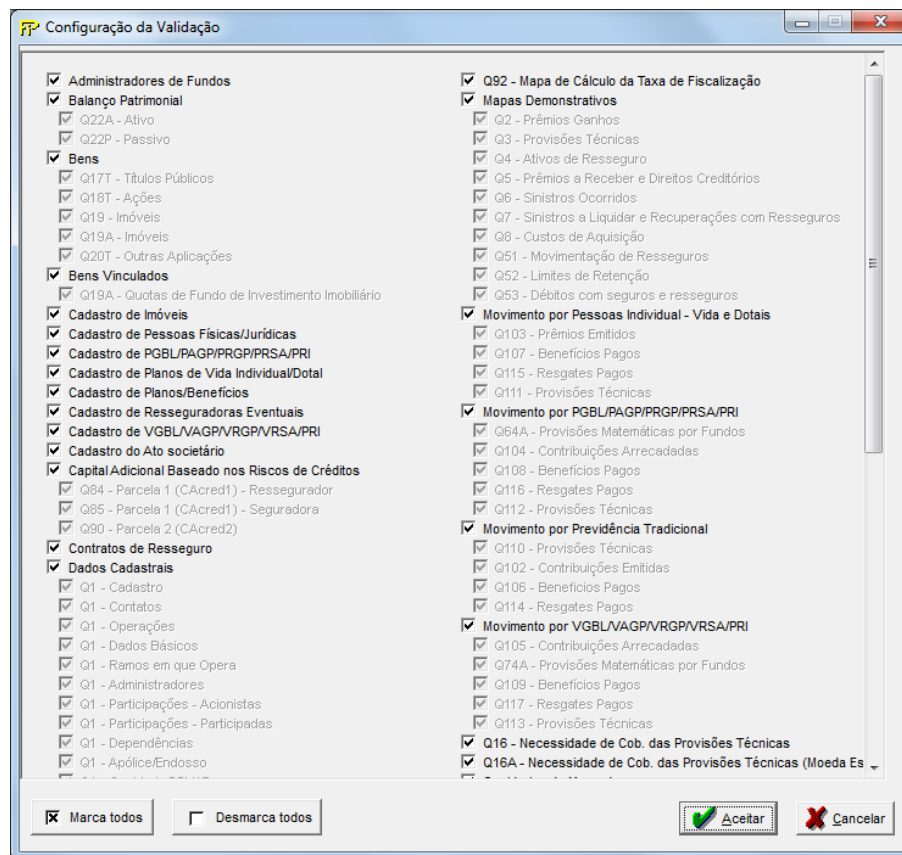 FIP Configuração da Validação
Administradores de Fundos
Balanço Patrimonial
Q22A - Ativo
Q22P - Passivo
Bens
Q17T - Títulos Públicos
Q18T - Ações
Q19 - Imóveis
Q19A - Imóveis
Q20T - Outras Aplicações
Bens Vinculados
Q19A - Quotas de Fundo de Investimento Imobiliário
Cadastro de Imóveis
Cadastro de Pessoas Físicas/Jurídicas
Cadastro de PGBL/PAGP/PRGP/PRSA/PRI
Cadastro de Planos de Vida Individual/Dotal
Cadastro de Planos/Benefícios
Cadastro de Resseguradoras Eventuais
Cadastro de VGBL/VAGP/VRGP/VRSA/PRI
Cadastro do Ato societário
Capital Adicional Baseado nos Riscos de Créditos
Q84 - Parcela 1 (CAcred1) - Ressegurador
Q85 - Parcela 1 (CAcred1) - Seguradora
Q90 - Parcela 2 (CAcred2)
Contratos de Resseguro
Dados Cadastrais
Q1 - Cadastro
Q1 - Contatos
Q1 - Operações
Q1 - Dados Básicos
Q1 - Ramos em que Opera
Q1 - Administradores
Q1 - Participações - Acionistas
Q1 - Participações - Participadas
Q1 - Dependências
Q1 - Apólice/Endosso
Q92 - Mapa de Cálculo da Taxa de Fiscalização
Mapas Demonstrativos
Q2 - Prêmios Ganhos
Q3 - Provisões Técnicas
Q4 - Ativos de Resseguro
Q5 - Prêmios a Receber e Direitos Creditórios
Q6 - Sinistros Ocorridos
Q7 - Sinistros a Liquidar e Recuperações com Resseguros
Q8 - Custos de Aquisição
Q51 - Movimentação de Resseguros
Q52 - Limites de Retenção
Q53 - Débitos com seguros e resseguros
Movimento por Pessoas Individual - Vida e Dotais
Q103 - Prêmios Emitidos
Q107 - Benefícios Pagos
Q115 - Resgates Pagos
Q111 - Provisões Técnicas
Movimento por PGBL/PAGP/PRGP/PRSA/PRI
Q64A - Provisões Matemáticas por Fundos
Q104 - Contribuições Arrecadadas
Q108 - Benefícios Pagos
Q116 - Resgates Pagos
Q112 - Provisões Técnicas
Movimento por Previdência Tradicional
Q110 - Provisões Técnicas
Q102 - Contribuições Emitidas
Q106 - Beneficios Pagos
Q114 - Resgates Pagos
Movimento por VGBL/VAGP/VRGP/VRSA/PRI
Q105 - Contribuições Arrecadadas
Q74A - Provisões Matemáticas por Fundos
Q109 - Benefícios Pagos
Q117 - Resgates Pagos
Q113 - Provisões Técnicas
Q16 - Necessidade de Cob. das Provisões Técnicas
Q16A - Necessidade de Cob. das Provisões Técnicas (Moeda Es
Marca todos
Desmarca todos
Aceitar
Cancelar